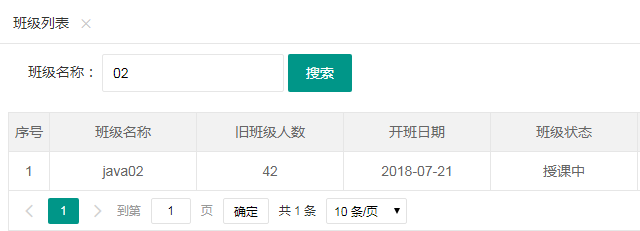 班级列表 ×
班级名称： 02 搜索
序号 班级名称 旧班级人数 开班日期 班级状态
1 java02 42 2018-07-21 授课中
< 1 > 到第 1 页 确定 共 1 条 10 条/页